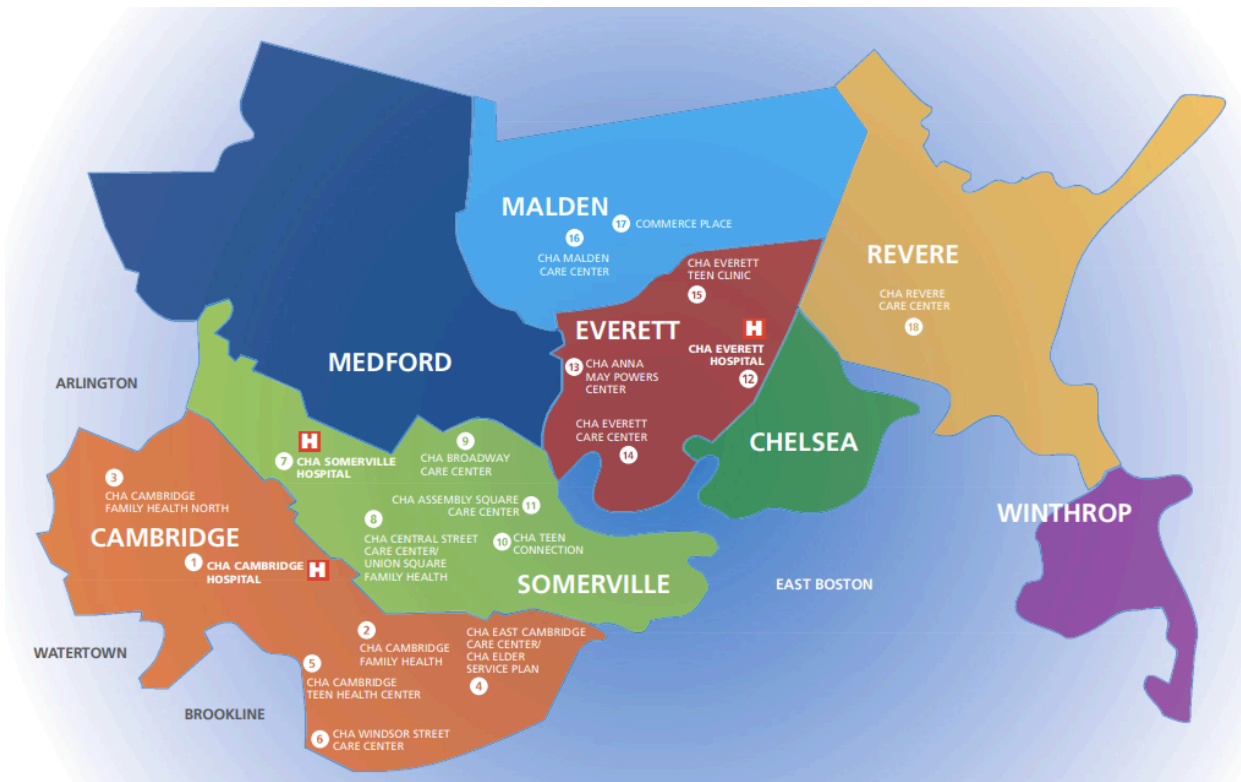 MALDEN
17 COMMERCE PLACE
16
CHA MALDEN
CARE CENTER
REVERE
CHA REVERE
CARE CENTER
18
CHA EVERETT
TEEN CLINIC
15
EVERETT
H
CHA EVERETT
HOSPITAL
12
13 CHA ANNA
MAY POWERS
CENTER
CHA EVERETT
CARE CENTER
14
MEDFORD
ARLINGTON
CHELSEA
H
7 CHA SOMERVILLE
HOSPITAL
9
CHA BROADWAY
CARE CENTER
CHA ASSEMBLY SQUARE
CARE CENTER 11
8
CHA CENTRAL STREET
CARE CENTER/
UNION SQUARE
FAMILY HEALTH
10 CHA TEEN
CONNECTION
SOMERVILLE
3
CHA CAMBRIDGE
FAMILY HEALTH NORTH
CAMBRIDGE
1 CHA CAMBRIDGE
HOSPITAL
H
WINTHROP
EAST BOSTON
WATERTOWN
2
CHA CAMBRIDGE
FAMILY HEALTH
CHA EAST CAMBRIDGE
CARE CENTER/
CHA ELDER
SERVICE PLAN
4
5
CHA CAMBRIDGE
TEEN HEALTH CENTER
BROOKLINE
6 CHA WINDSOR STREET
CARE CENTER